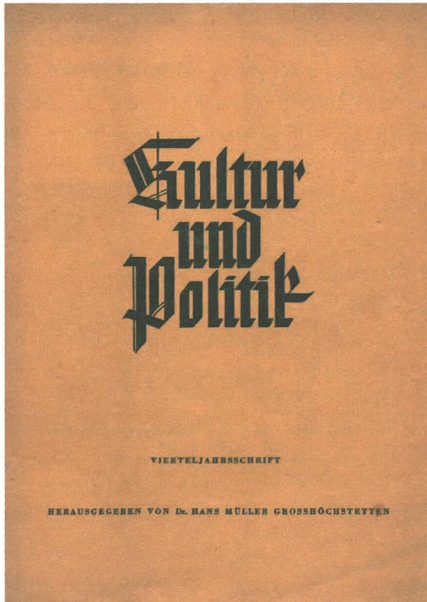 Kultur
und
Politik
VIERTELJAHRSSCHRIFT
HERAUSGEGEBEN VON Dr. HANS MÜLLER GROSSHÖCHSTETTEN